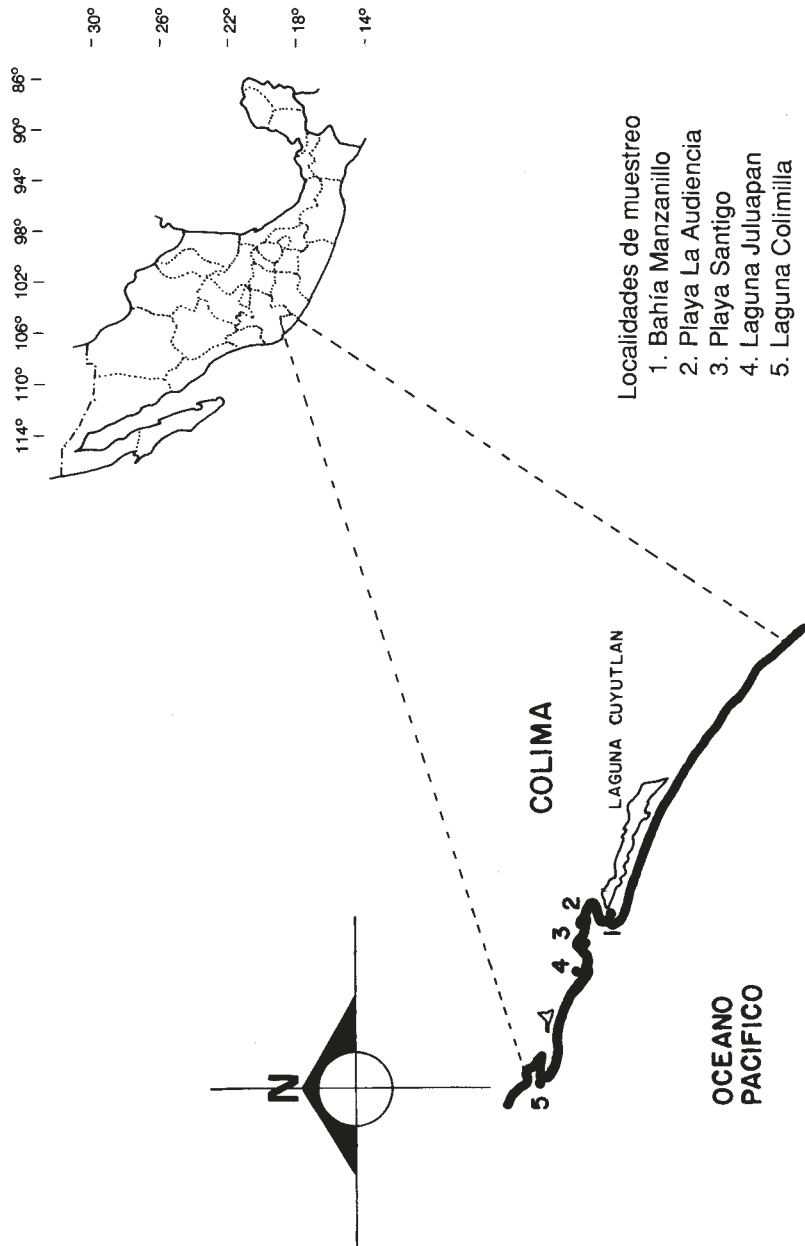 114°
110°
106°
102°
98°
94°
90°
86°
- 30°
- 26°
- 22°
- 18°
- 14°
N
COLIMA
LAGUNA CUYUTLAN
5
4
3
2
1
OCEANO
PACIFICO
Localidades de muestreo
1. Bahía Manzanillo
2. Playa La Audiencia
3. Playa Santigo
4. Laguna Juluapan
5. Laguna Colimilla